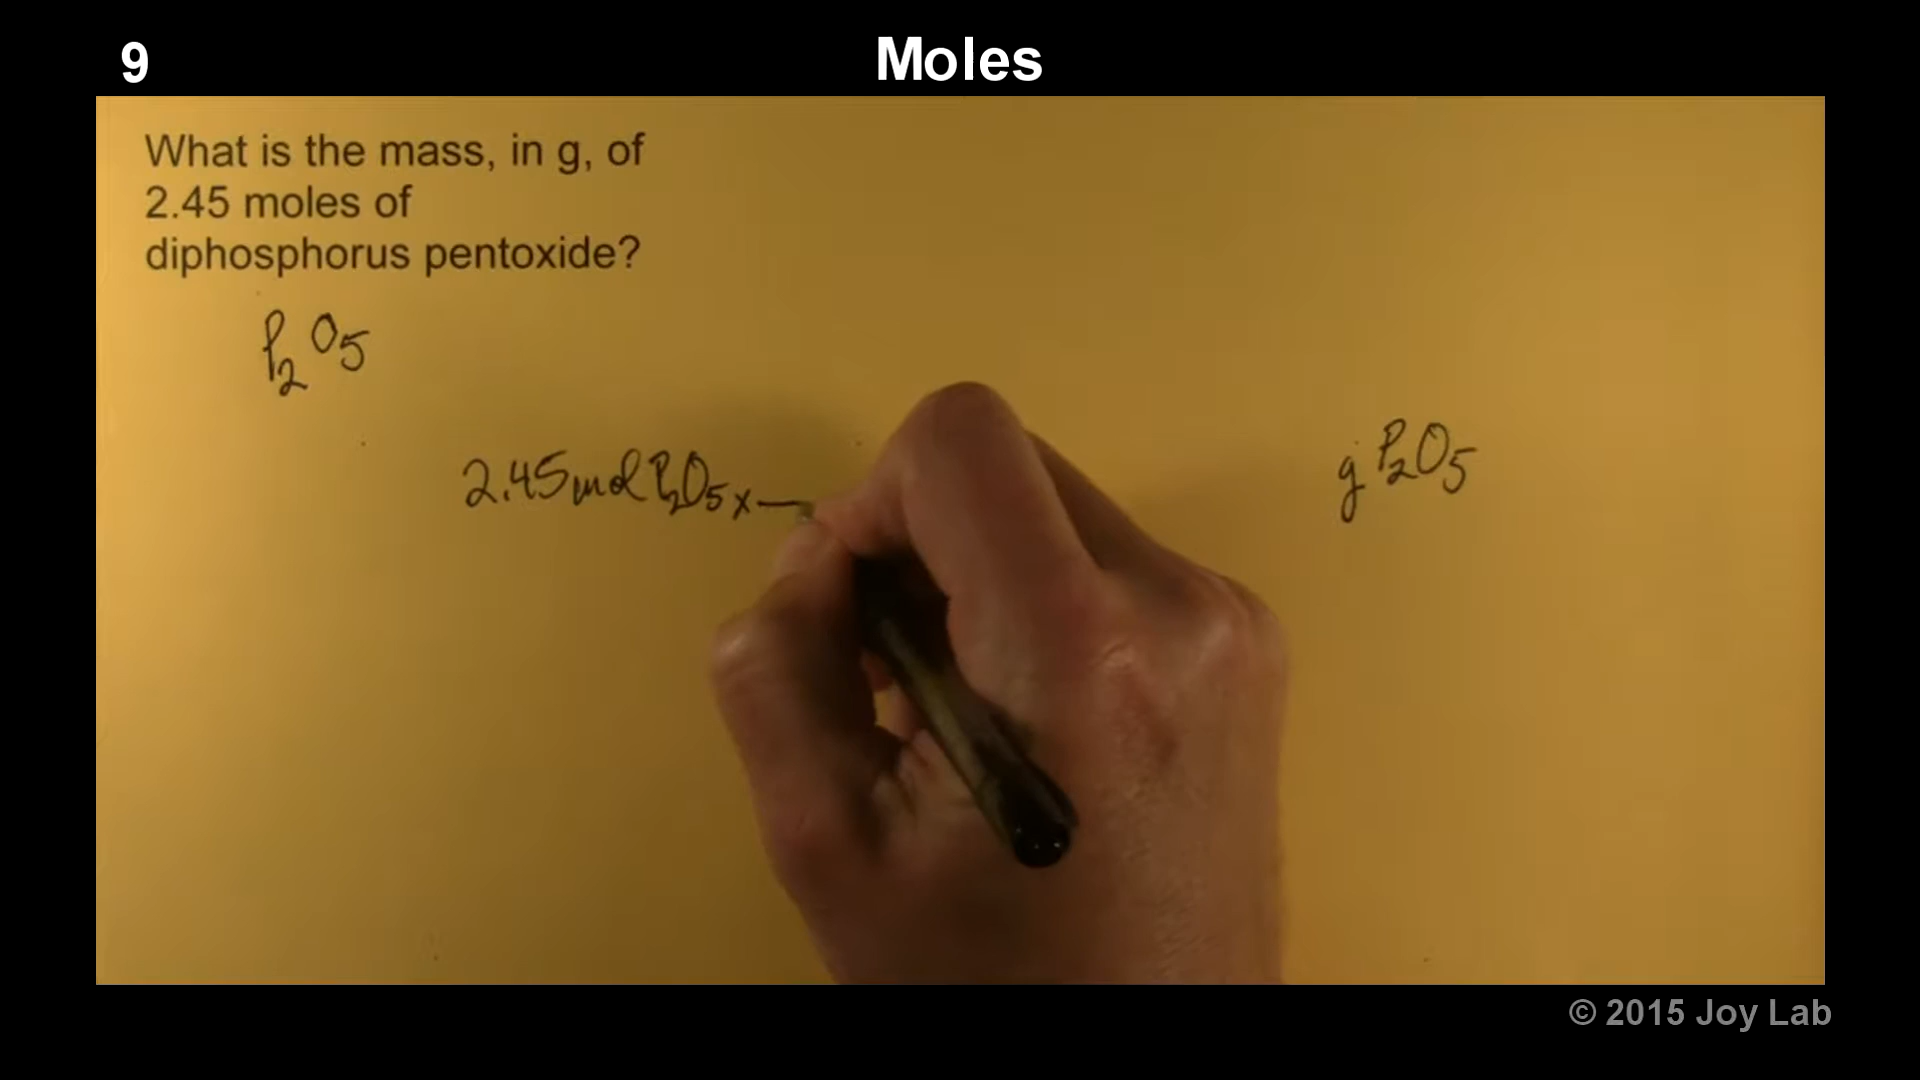 9
Moles
What is the mass, in g, of
2.45 moles of
diphosphorus pentoxide?
P₂O₅
2.45 mol P₂O₅ x
g P₂O₅
© 2015 Joy Lab